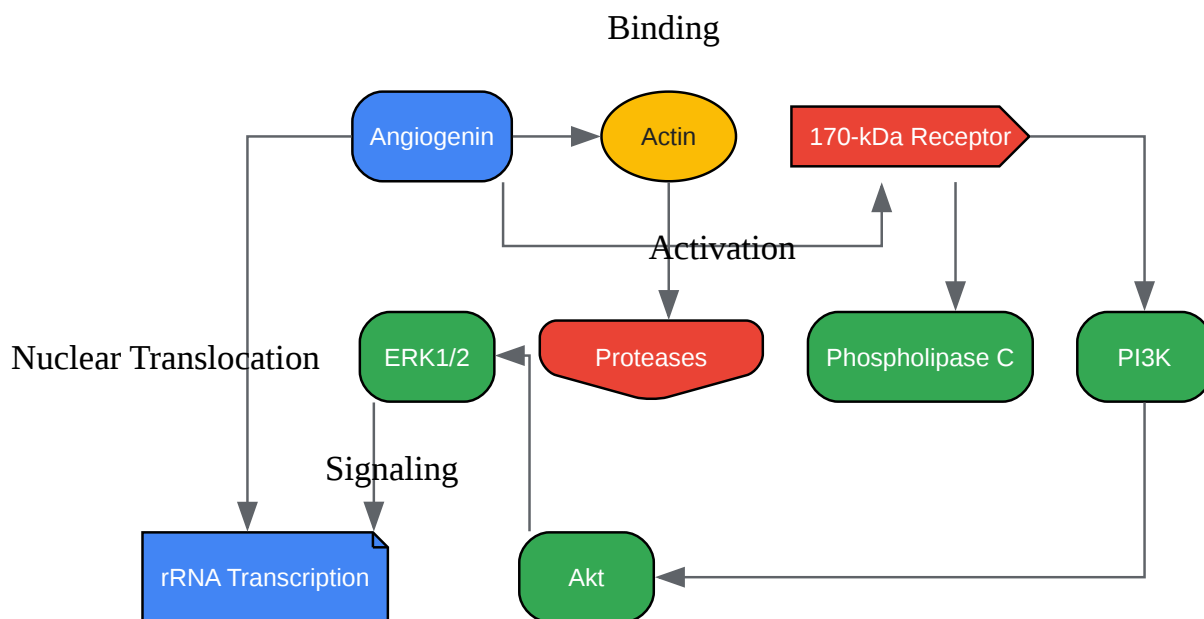 Binding
Angiogenin
Actin
170-kDa Receptor
Activation
Nuclear Translocation
ERK1/2
Proteases
Phospholipase C
PI3K
Signaling
rRNA Transcription
Akt